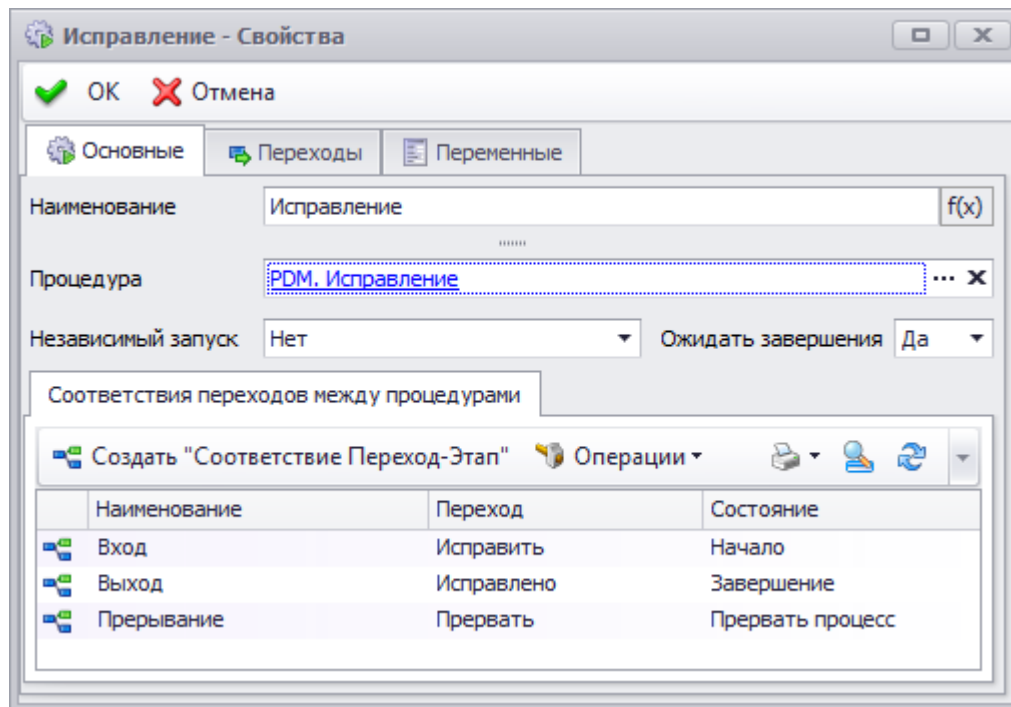 Исправление - Свойства
ОК Отмена
Основные Переходы Переменные
Наименование Исправление f(x)
Процедура PDM. Исправление ...
Независимый запуск Нет Ожидать завершения Да
Соответствия переходов между процедурами
Создать "Соответствие Переход-Этап" Операции
Наименование Переход Состояние
Вход Исправить Начало
Выход Исправлено Завершение
Прерывание Прервать Прервать процесс